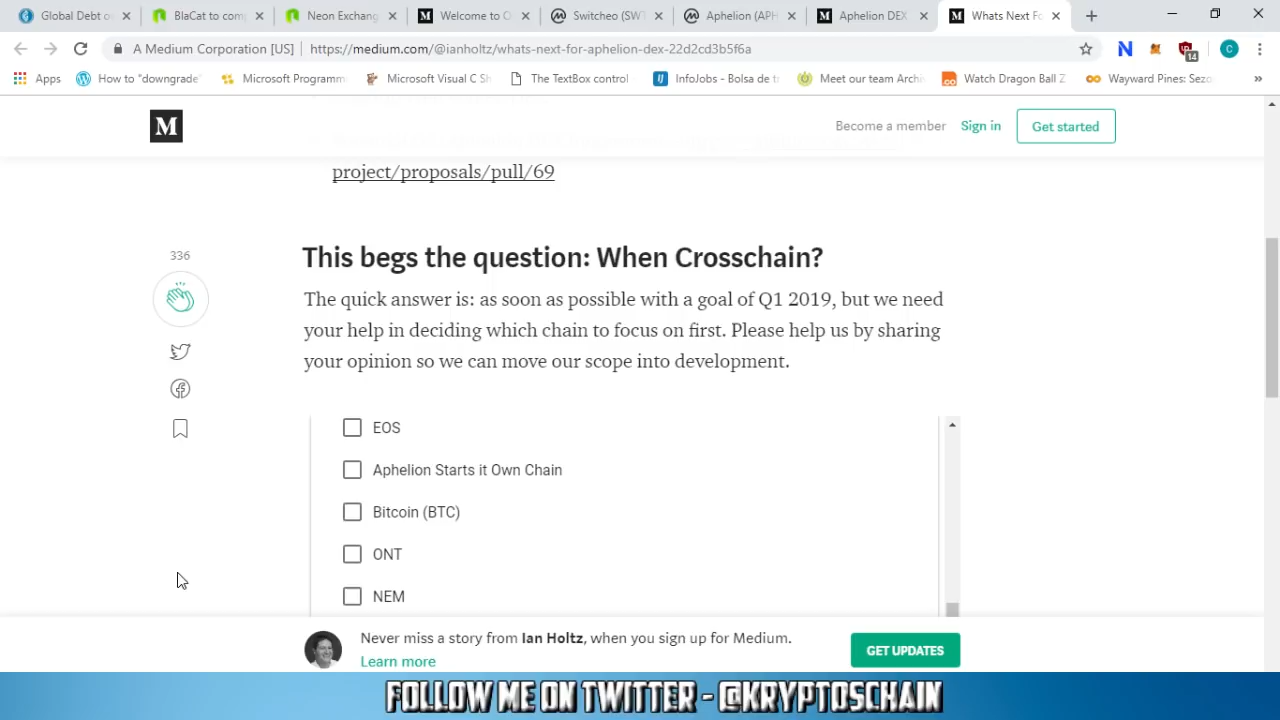 Global Debt o
BlaCat to comp
Neon Exchang
Welcome to O
Switcheo (SWT
Aphelion (APH
Aphelion DEX
Whats Next Fo
A Medium Corporation [US] | https://medium.com/@ianholtz/whats-next-for-aphelion-dex-22d2cd3b5f6a
Apps
How to "downgrade"
Microsoft Programm
Microsoft Visual C Sh
The TextBox control
InfoJobs - Bolsa de t
Meet our team Arch
Watch Dragon Ball Z
Wayward Pines: Sezo
M
Become a member
Sign in
Get started
project/proposals/pull/69
336
This begs the question: When Crosschain?
The quick answer is: as soon as possible with a goal of Q1 2019, but we need
your help in deciding which chain to focus on first. Please help us by sharing
your opinion so we can move our scope into development.
EOS
Aphelion Starts it Own Chain
Bitcoin (BTC)
ONT
NEM
Never miss a story from Ian Holtz, when you sign up for Medium.
Learn more
GET UPDATES
FOLLOW ME ON TWITTER - @KRYPTOSCHAIN